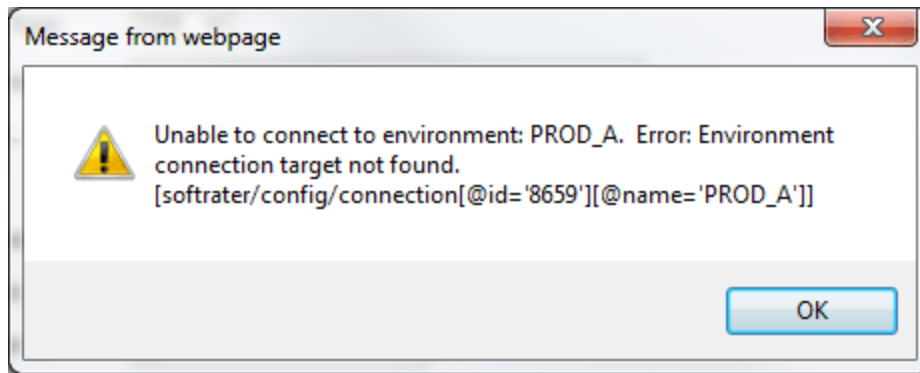 Message from webpage
Unable to connect to environment: PROD_A.  Error: Environment
connection target not found.
[softrater/config/connection[@id='8659'][@name='PROD_A']]
OK